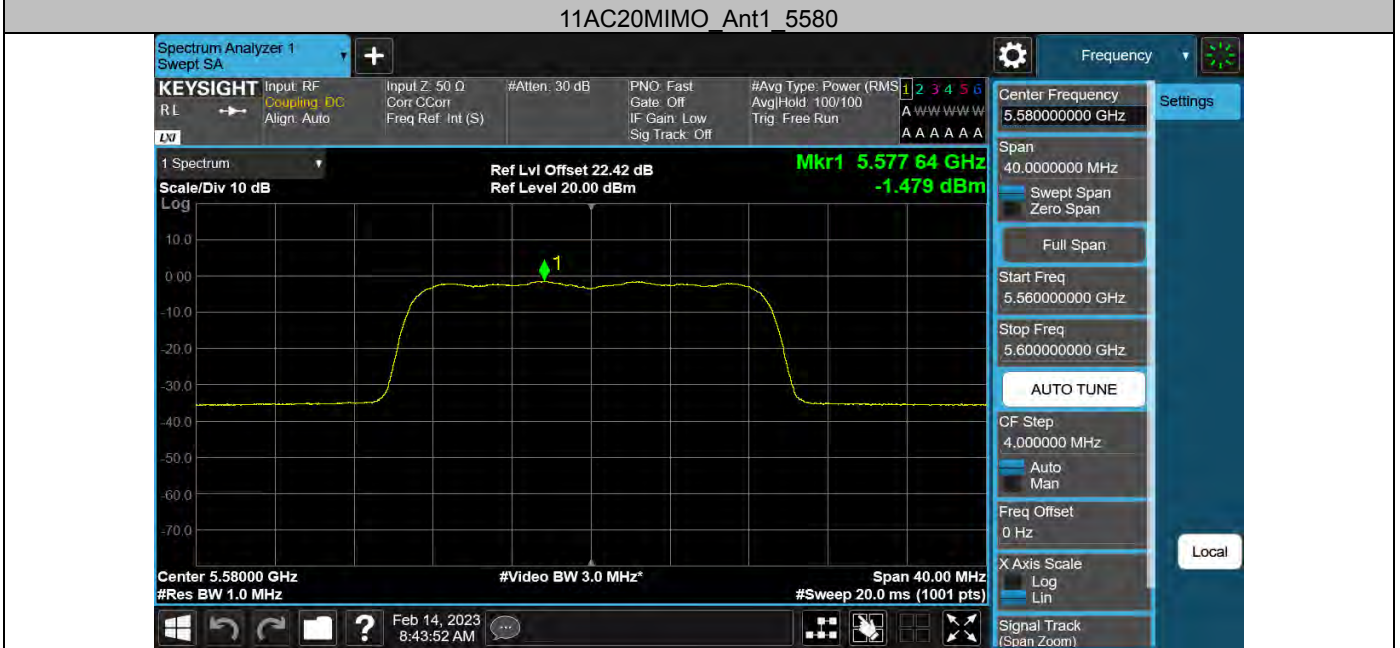 11AC20MIMO_Ant1_5580
Spectrum Analyzer 1
Swept SA
+
Frequency
KEYSIGHT
RL
LXI
Input: RF
Coupling: DC
Align: Auto
Input Z: 50 Ω
Corr CCorr
Freq Ref: Int (S)
#Atten: 30 dB
PNO: Fast
Gate: Off
IF Gain: Low
Sig Track: Off
#Avg Type: Power (RMS
Avg|Hold: 100/100
Trig: Free Run
1 2 3 4 5 6
A W W W W W
A A A A A A
1 Spectrum
Scale/Div 10 dB
Log
Ref Lvl Offset 22.42 dB
Ref Level 20.00 dBm
Mkr1 5.577 64 GHz
-1.479 dBm
1
10.0
0.00
-10.0
-20.0
-30.0
-40.0
-50.0
-60.0
-70.0
Center 5.58000 GHz
#Res BW 1.0 MHz
#Video BW 3.0 MHz*
Span 40.00 MHz
#Sweep 20.0 ms (1001 pts)
?
Feb 14, 2023
8:43:52 AM
Center Frequency
5.580000000 GHz
Span
40.0000000 MHz
Swept Span
Zero Span
Full Span
Start Freq
5.560000000 GHz
Stop Freq
5.600000000 GHz
AUTO TUNE
CF Step
4.000000 MHz
Auto
Man
Freq Offset
0 Hz
X Axis Scale
Log
Lin
Signal Track
(Span Zoom)
Settings
Local